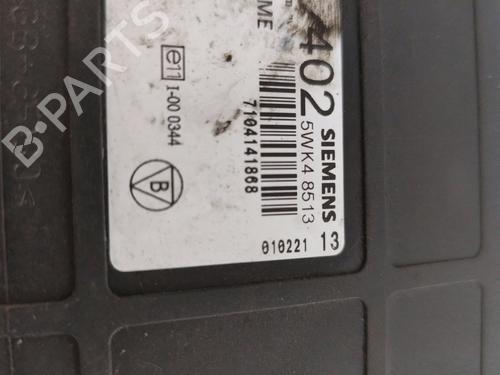 402
SIEMENS
5WK4 8513
13
ME
7104141868
010221
e11
I-00 0344
B
B-PARTS